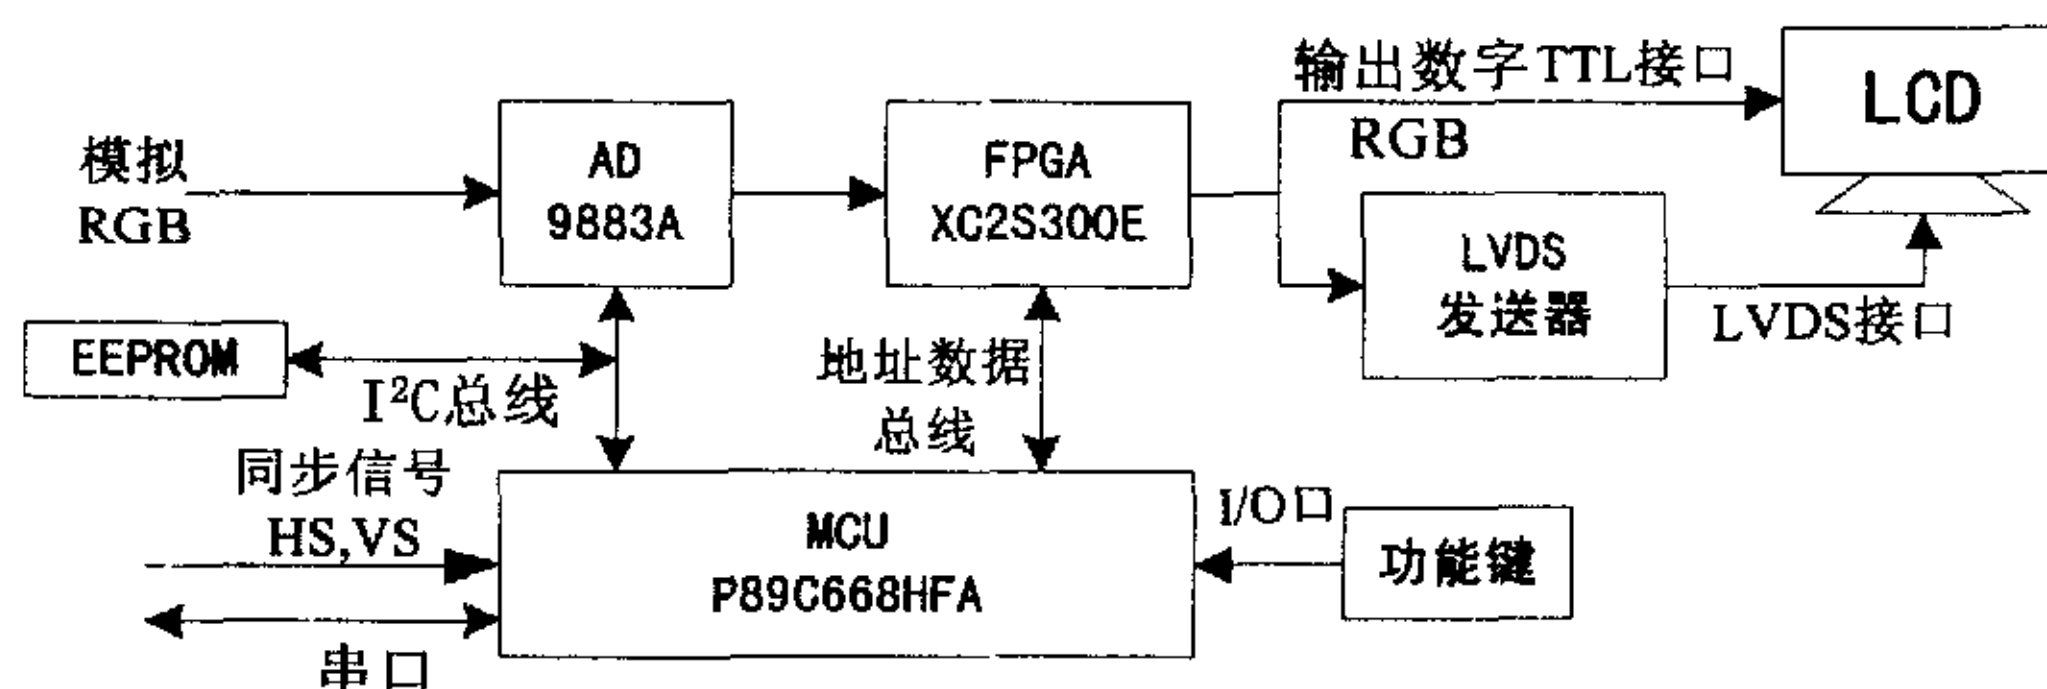 输出数字TTL接口
RGB
LCD
模拟
RGB
AD
9883A
FPGA
XC2S300E
LVDS
发送器
LVDS接口
EEPROM
I²C总线
地址数据
总线
同步信号
HS,VS
串口
MCU
P89C668HFA
I/O口
功能键